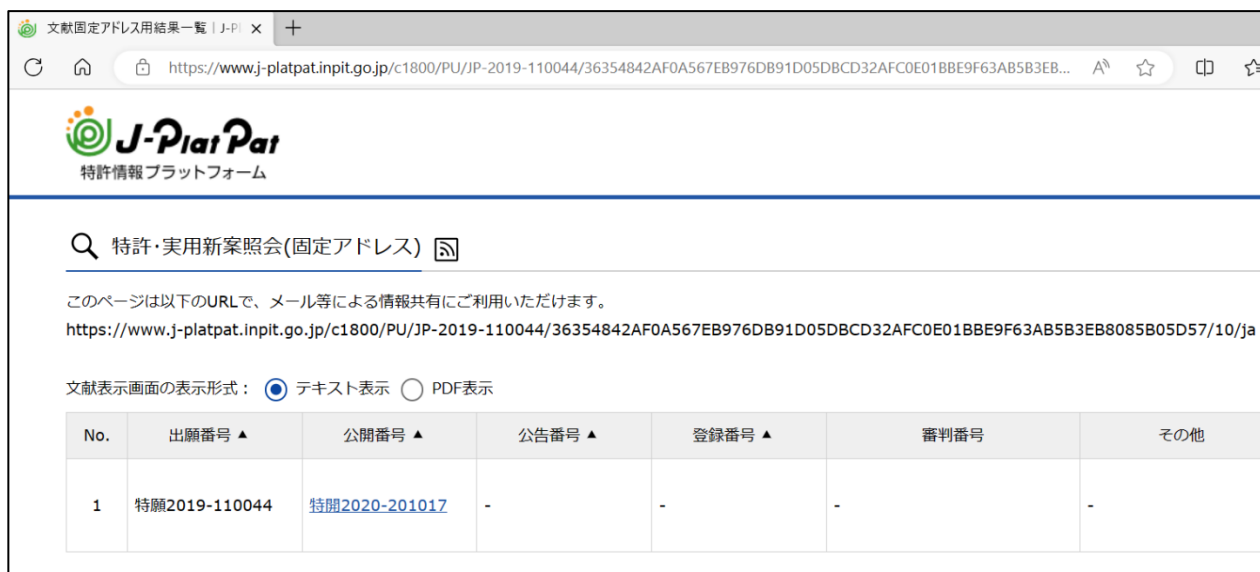 文献固定アドレス用結果一覧｜J-Pl
https://www.j-platpat.inpit.go.jp/c1800/PU/JP-2019-110044/36354842AF0A567EB976DB91D05DBCD32AFC0E01BBE9F63AB5B3EB...
J-PlatPat
特許情報プラットフォーム
特許・実用新案照会(固定アドレス)
このページは以下のURLで、メール等による情報共有にご利用いただけます。
https://www.j-platpat.inpit.go.jp/c1800/PU/JP-2019-110044/36354842AF0A567EB976DB91D05DBCD32AFC0E01BBE9F63AB5B3EB8085B05D57/10/ja
文献表示画面の表示形式： テキスト表示 PDF表示
No. 出願番号 ▲ 公開番号 ▲ 公告番号 ▲ 登録番号 ▲ 審判番号 その他
1 特願2019-110044 特開2020-201017 - - - -